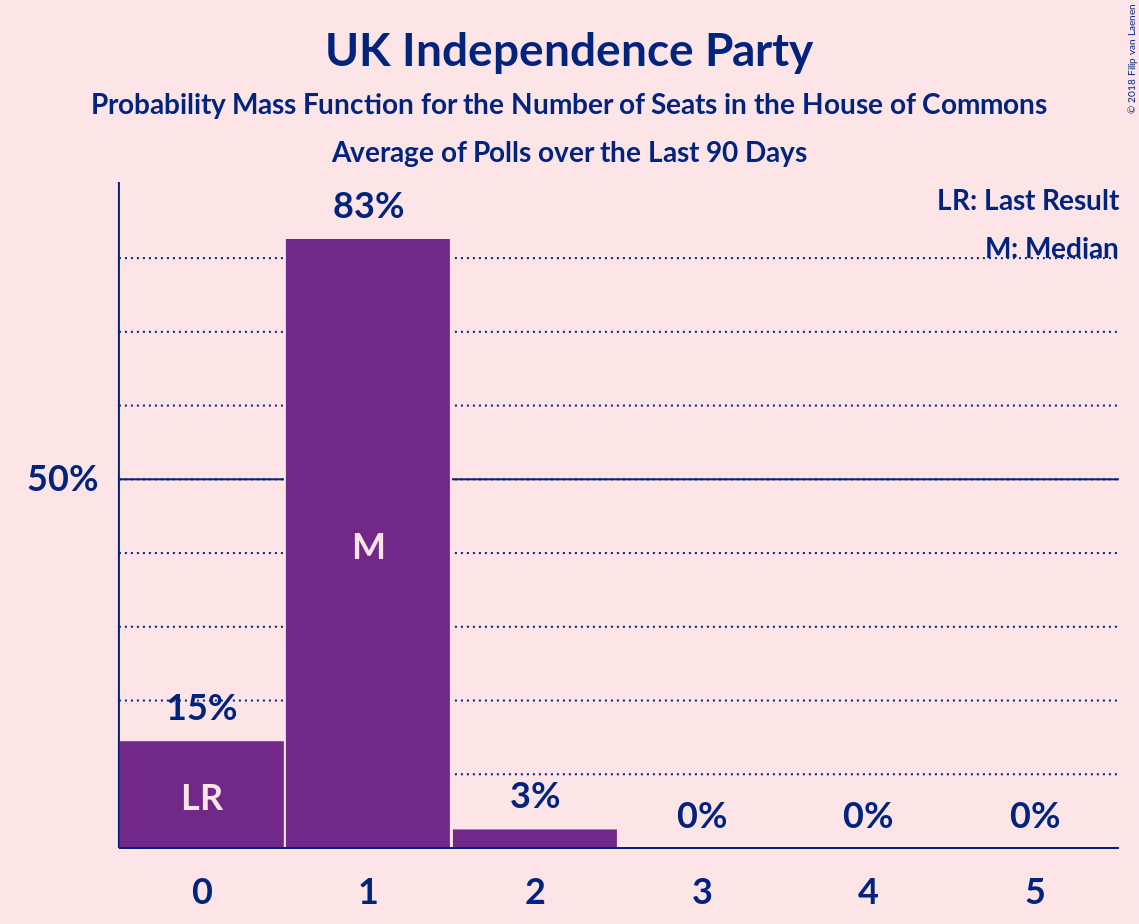 UK Independence Party
Probability Mass Function for the Number of Seats in the House of Commons
Average of Polls over the Last 90 Days
© 2018 Filip van Laenen
LR: Last Result
M: Median
83%
50%
M
15%
LR
3%
0%
0%
0%
0
1
2
3
4
5